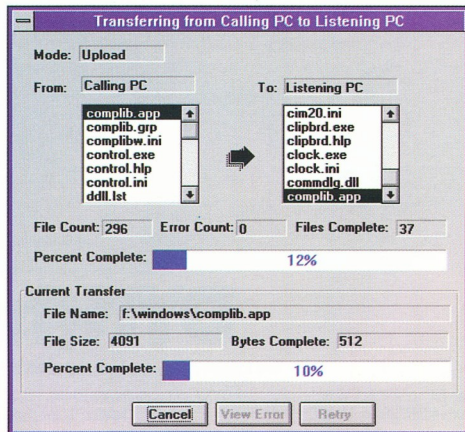 Transferring from Calling PC to Listening PC
Mode: Upload
From: Calling PC
To: Listening PC
complib.app
complib.grp
complibw.ini
control.exe
control.hlp
control.ini
ddll.lst
cim20.ini
clipbrd.exe
clipbrd.hlp
clock.exe
clock.ini
commdlg.dll
complib.app
File Count: 296 Error Count: 0 Files Complete: 37
Percent Complete: 12%
Current Transfer
File Name: f:\windows\complib.app
File Size: 4091 Bytes Complete: 512
Percent Complete: 10%
Cancel View Error Retry